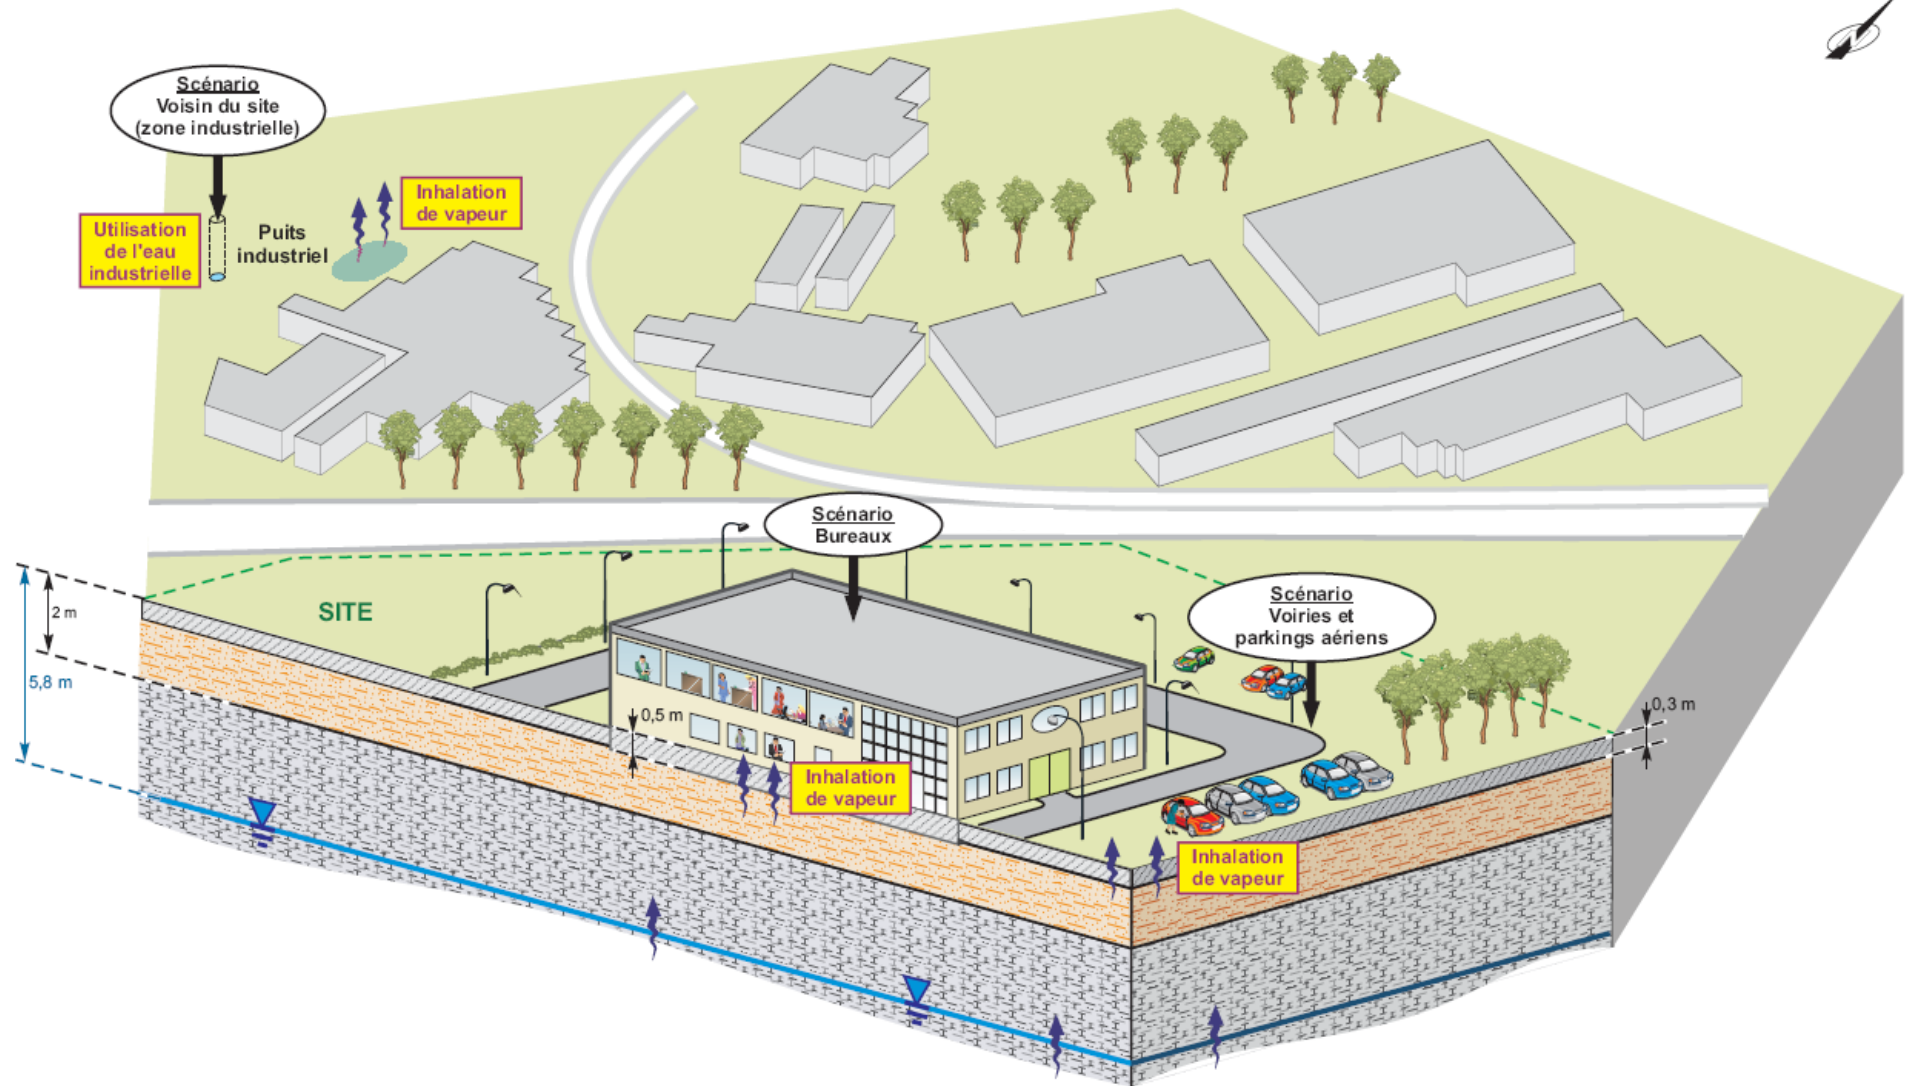 Scénario
Voisin du site
(zone industrielle)
Inhalation
de vapeur
Utilisation
de l'eau
industrielle
Puits
industriel
N
Scénario
Bureaux
Scénario
Voiries et
parkings aériens
SITE
2 m
5,8 m
0,5 m
0,3 m
Inhalation
de vapeur
Inhalation
de vapeur